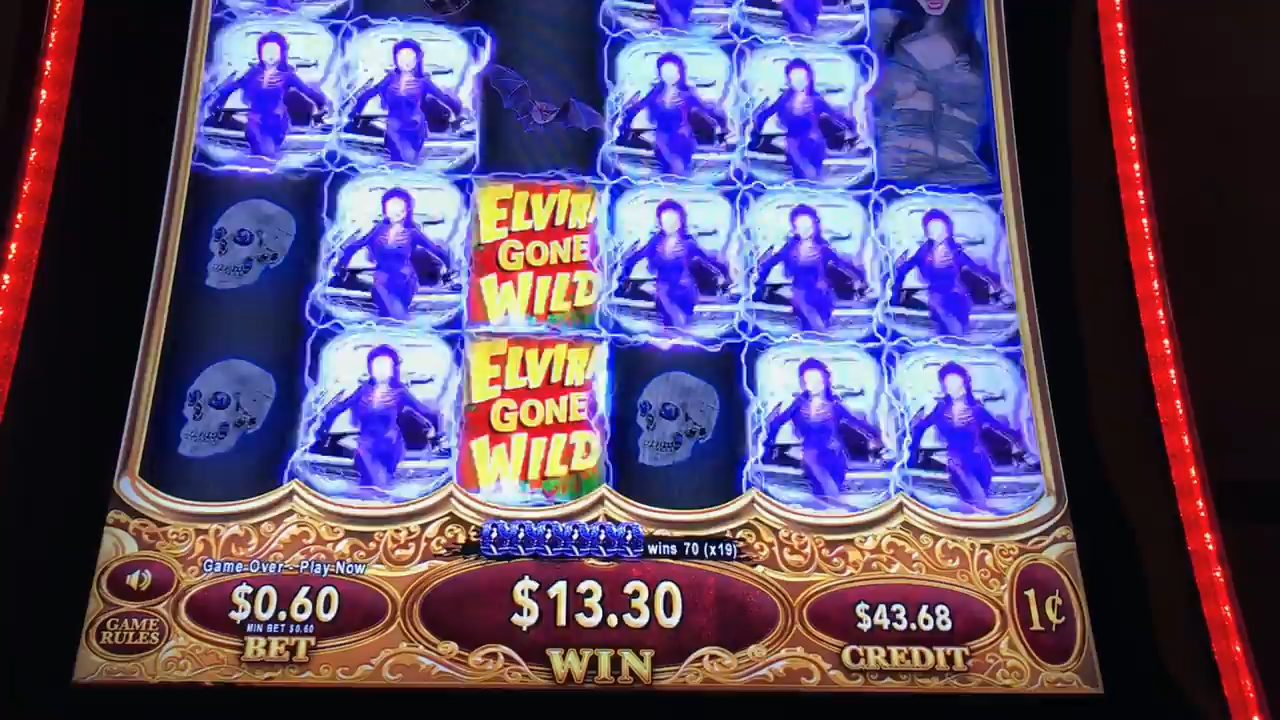 ELVIRA
GONE
WILD
ELVIRA
GONE
WILD
wins 70 (x19)
Game Over - Play Now
$0.60
MIN BET $0.60
BET
$13.30
WIN
$43.68
CREDIT
1¢
GAME
RULES